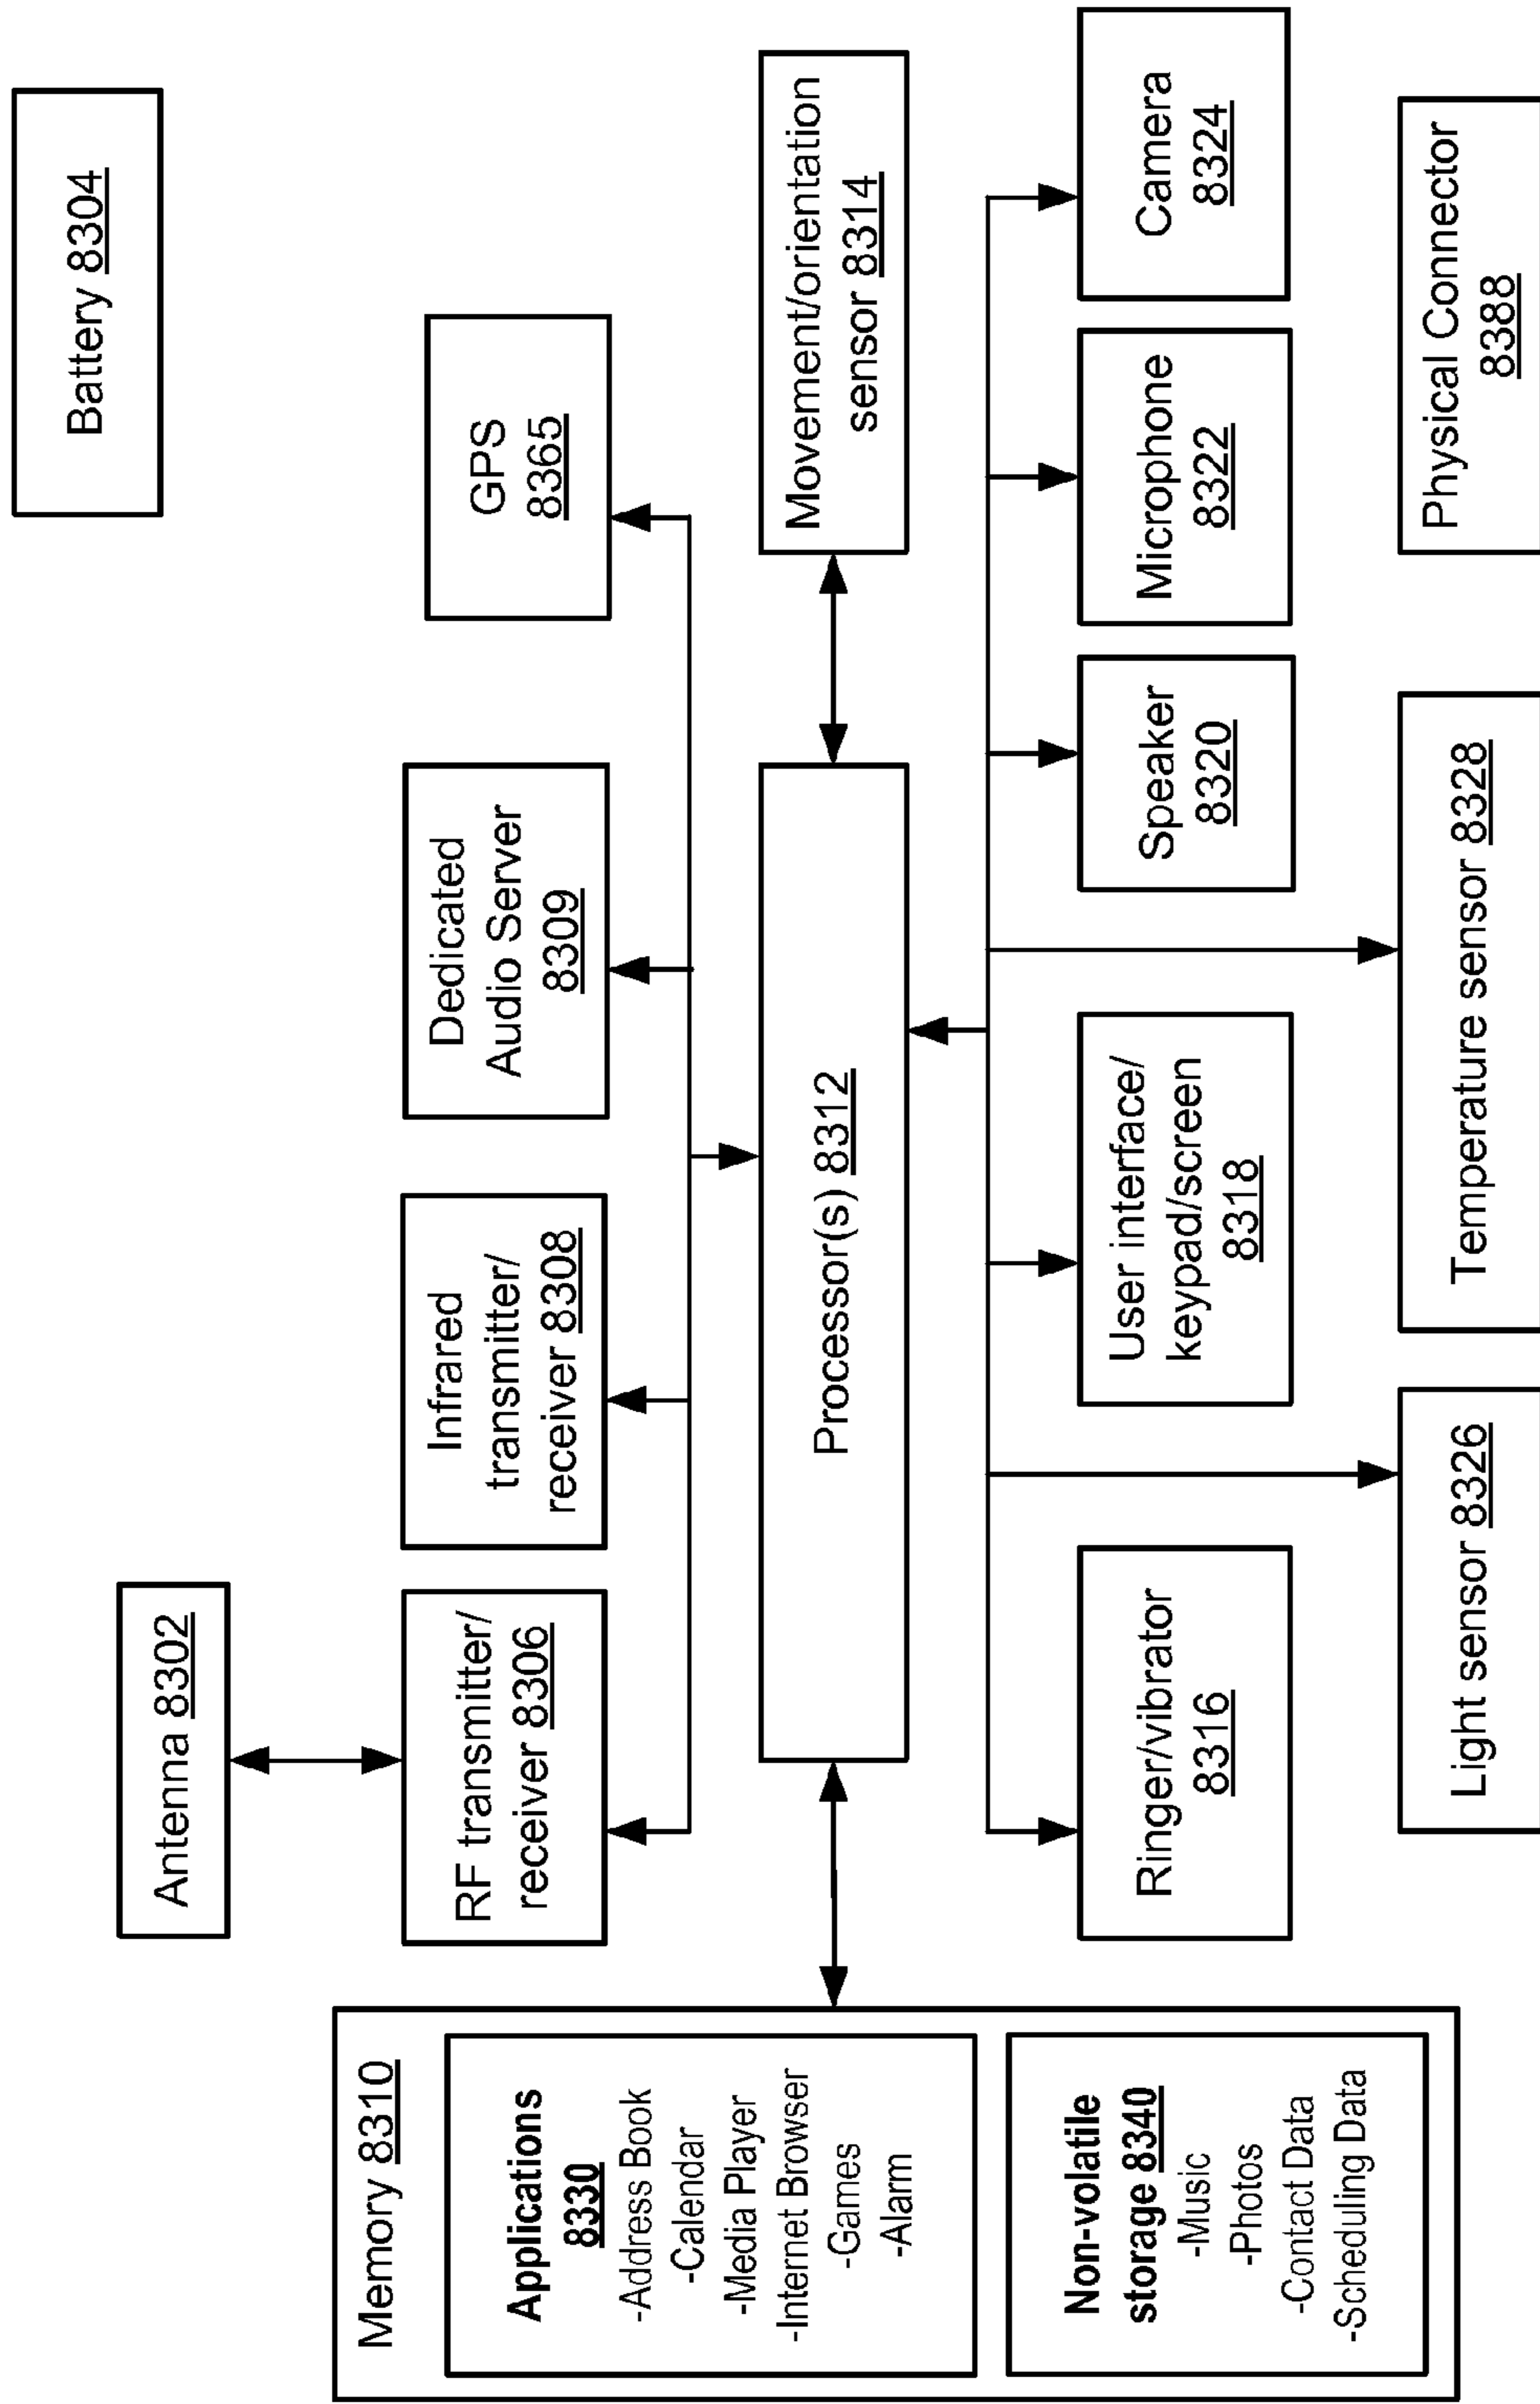 Antenna 8302
Battery 8304
RF transmitter/
receiver 8306
Infrared
transmitter/
receiver 8308
Dedicated
Audio Server
8309
GPS
8365
Memory 8310
Applications
8330
-Address Book
-Calendar
-Media Player
-Internet Browser
-Games
-Alarm
Non-volatile
storage 8340
-Music
-Photos
-Contact Data
-Scheduling Data
Processor(s) 8312
Movement/orientation
sensor 8314
Ringer/vibrator
8316
User interface/
keypad/screen
8318
Speaker
8320
Microphone
8322
Camera
8324
Light sensor 8326
Temperature sensor 8328
Physical Connector
8388